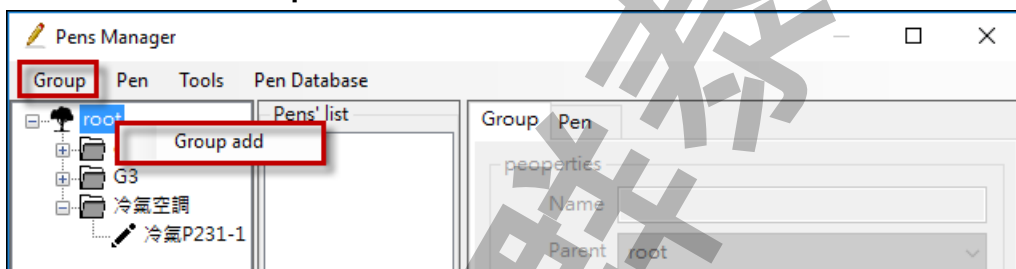 Pens Manager
Group Pen Tools Pen Database
root
Pens' list
Group Pen
Group add
peoperties
G3
冷氣空調
Name
冷氣P231-1
Parent root